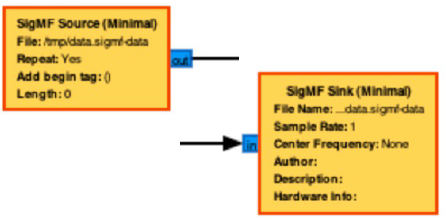 SigMF Source (Minimal)
File: /tmp/data.sigmf-data
Repeat: Yes
Add begin tag: ()
Length: 0
out
SigMF Sink (Minimal)
File Name: ...data.sigmf-data
Sample Rate: 1
Center Frequency: None
Author:
Description:
Hardware Info:
in